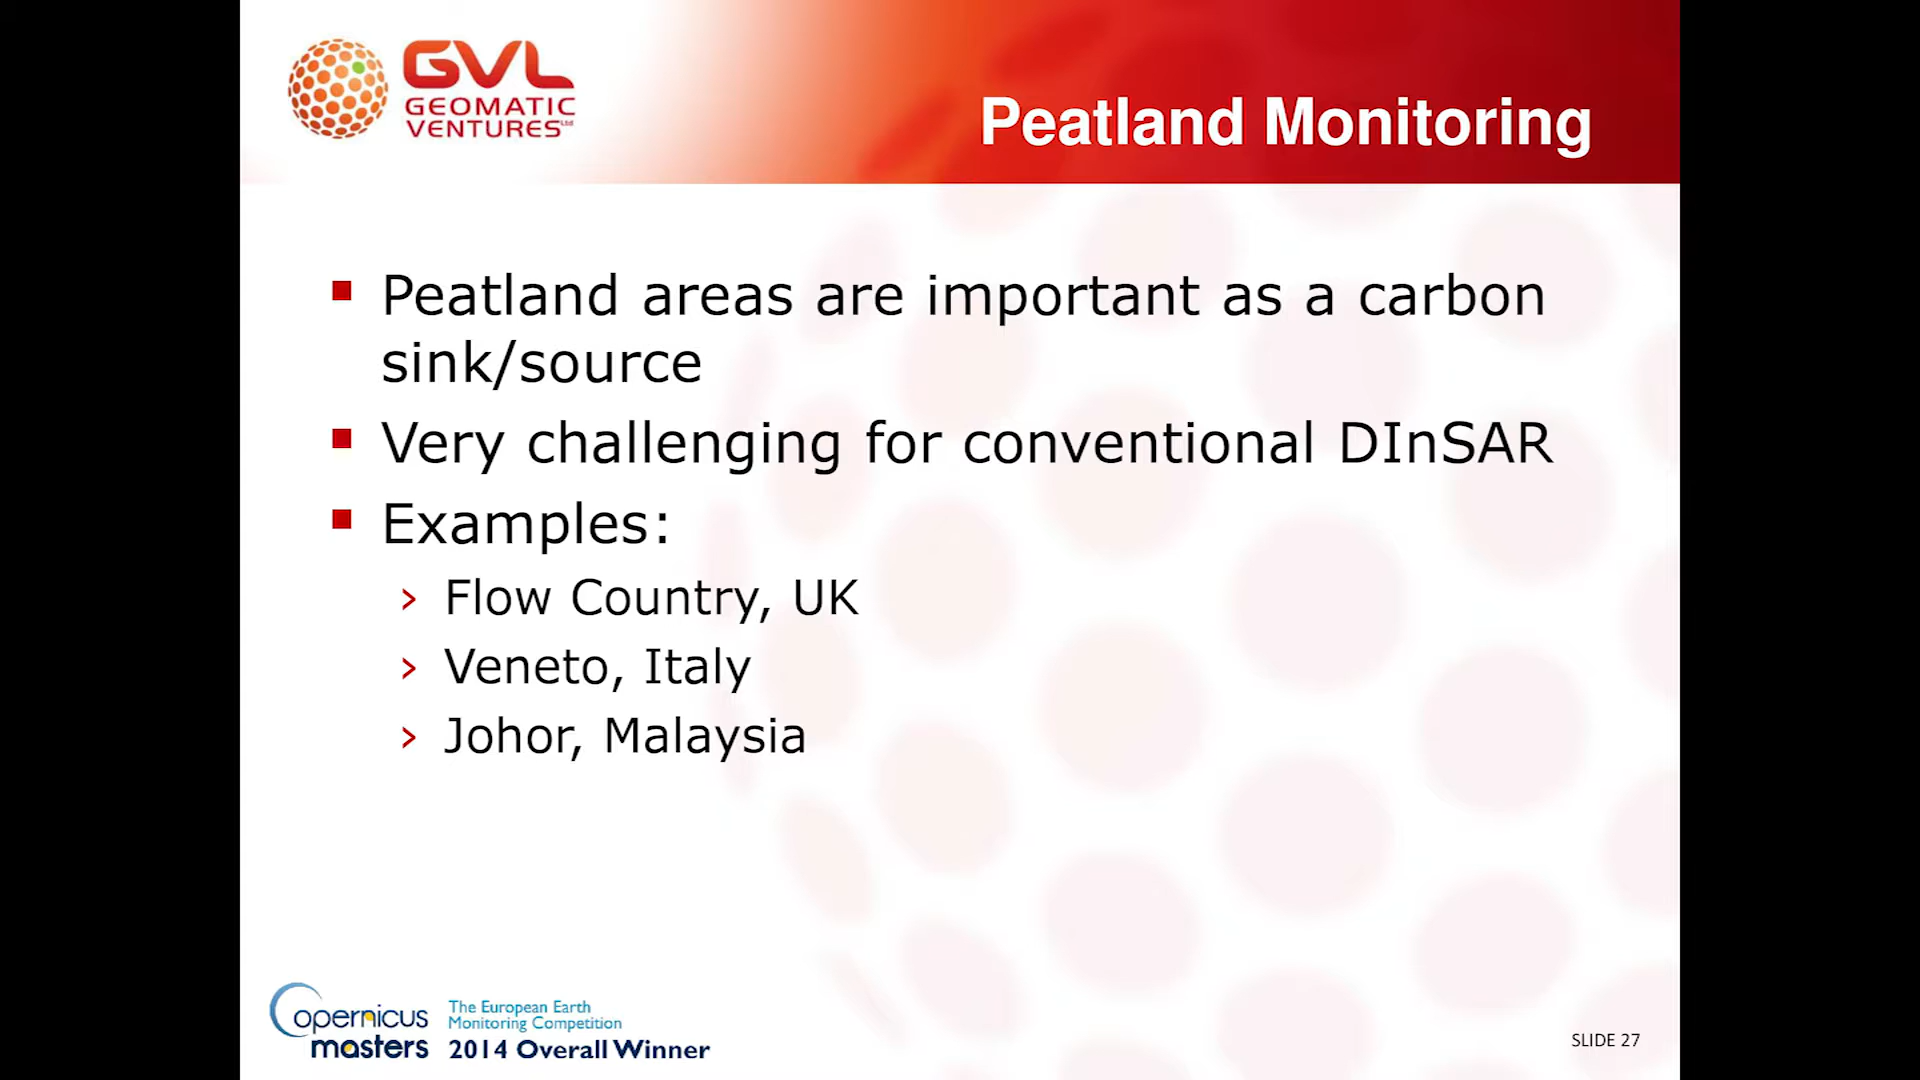 GVL
GEOMATIC
VENTURES Ltd
Peatland Monitoring
Peatland areas are important as a carbon
sink/source
Very challenging for conventional DInSAR
Examples:
Flow Country, UK
Veneto, Italy
Johor, Malaysia
Copernicus
masters
The European Earth
Monitoring Competition
2014 Overall Winner
SLIDE 27